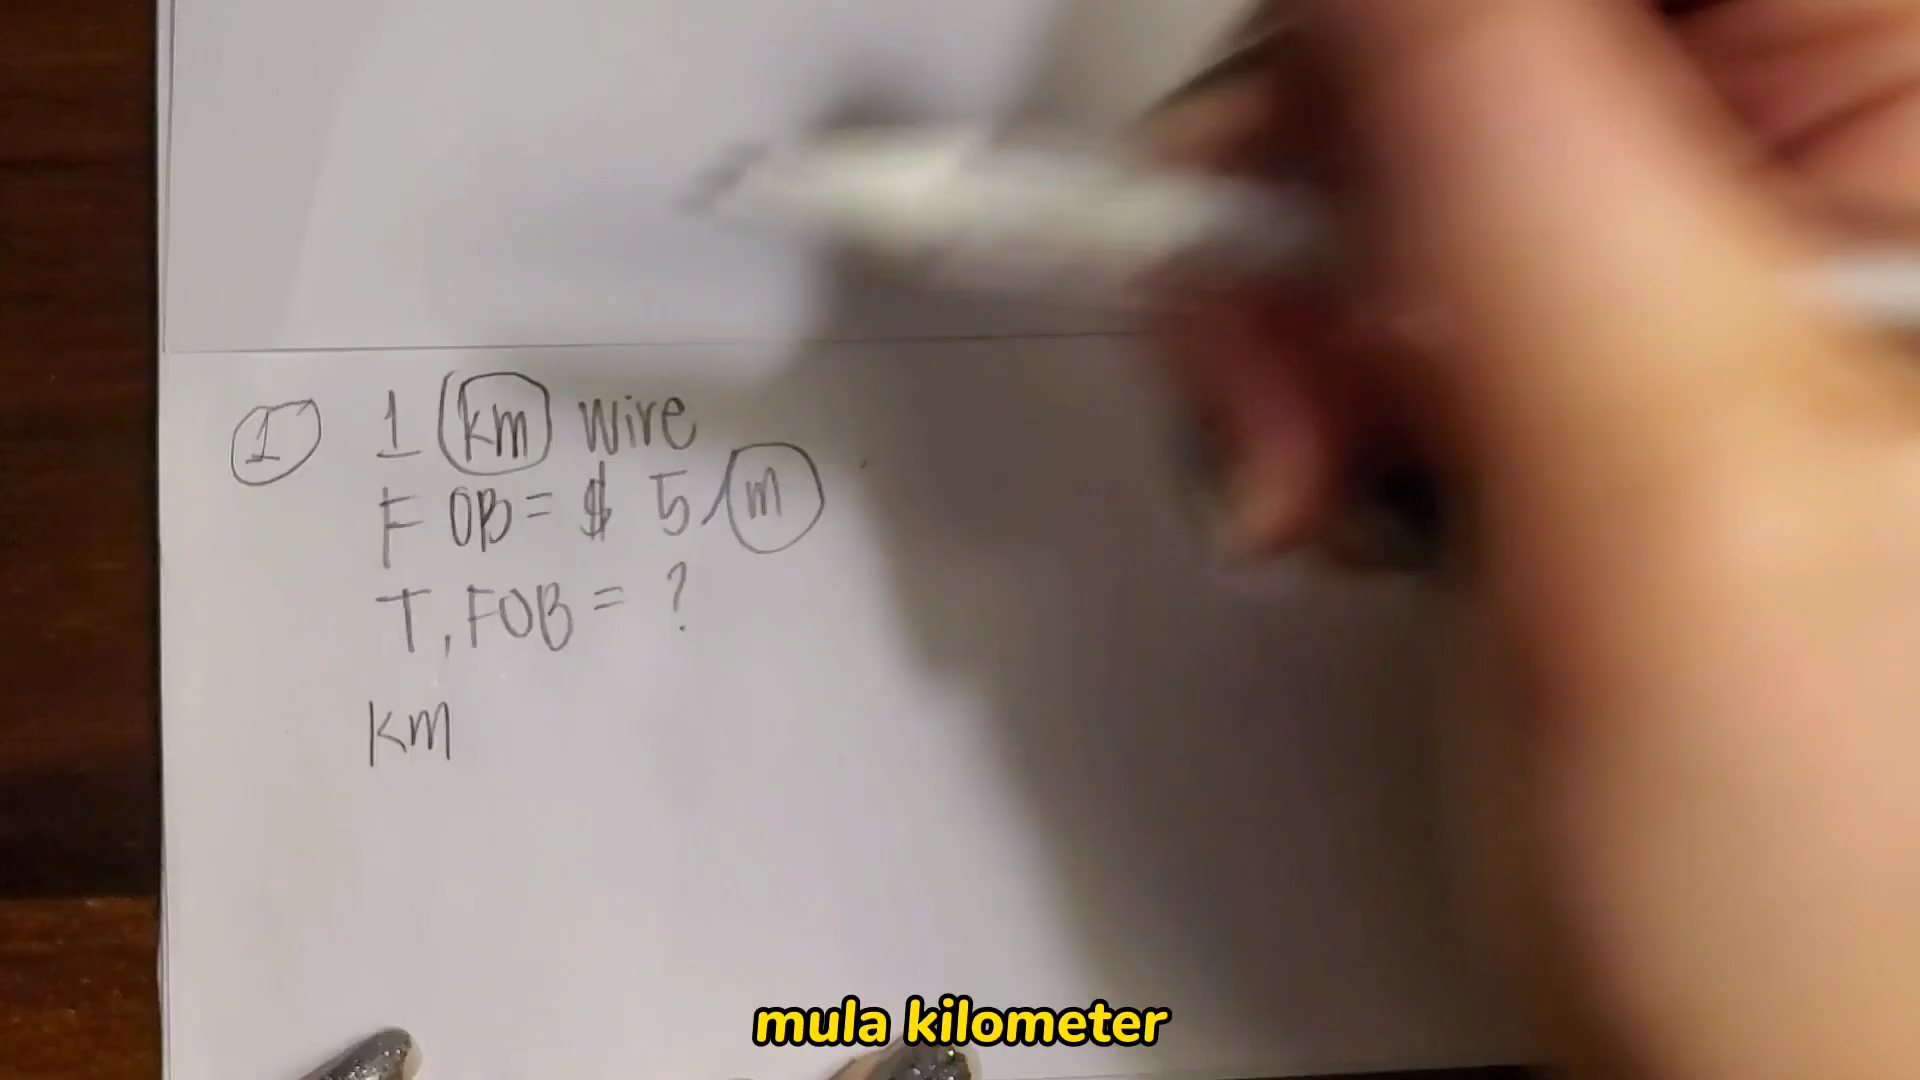 1 1 km wire
FOB = $ 5/m
T, FOB = ?
km
mula kilometer